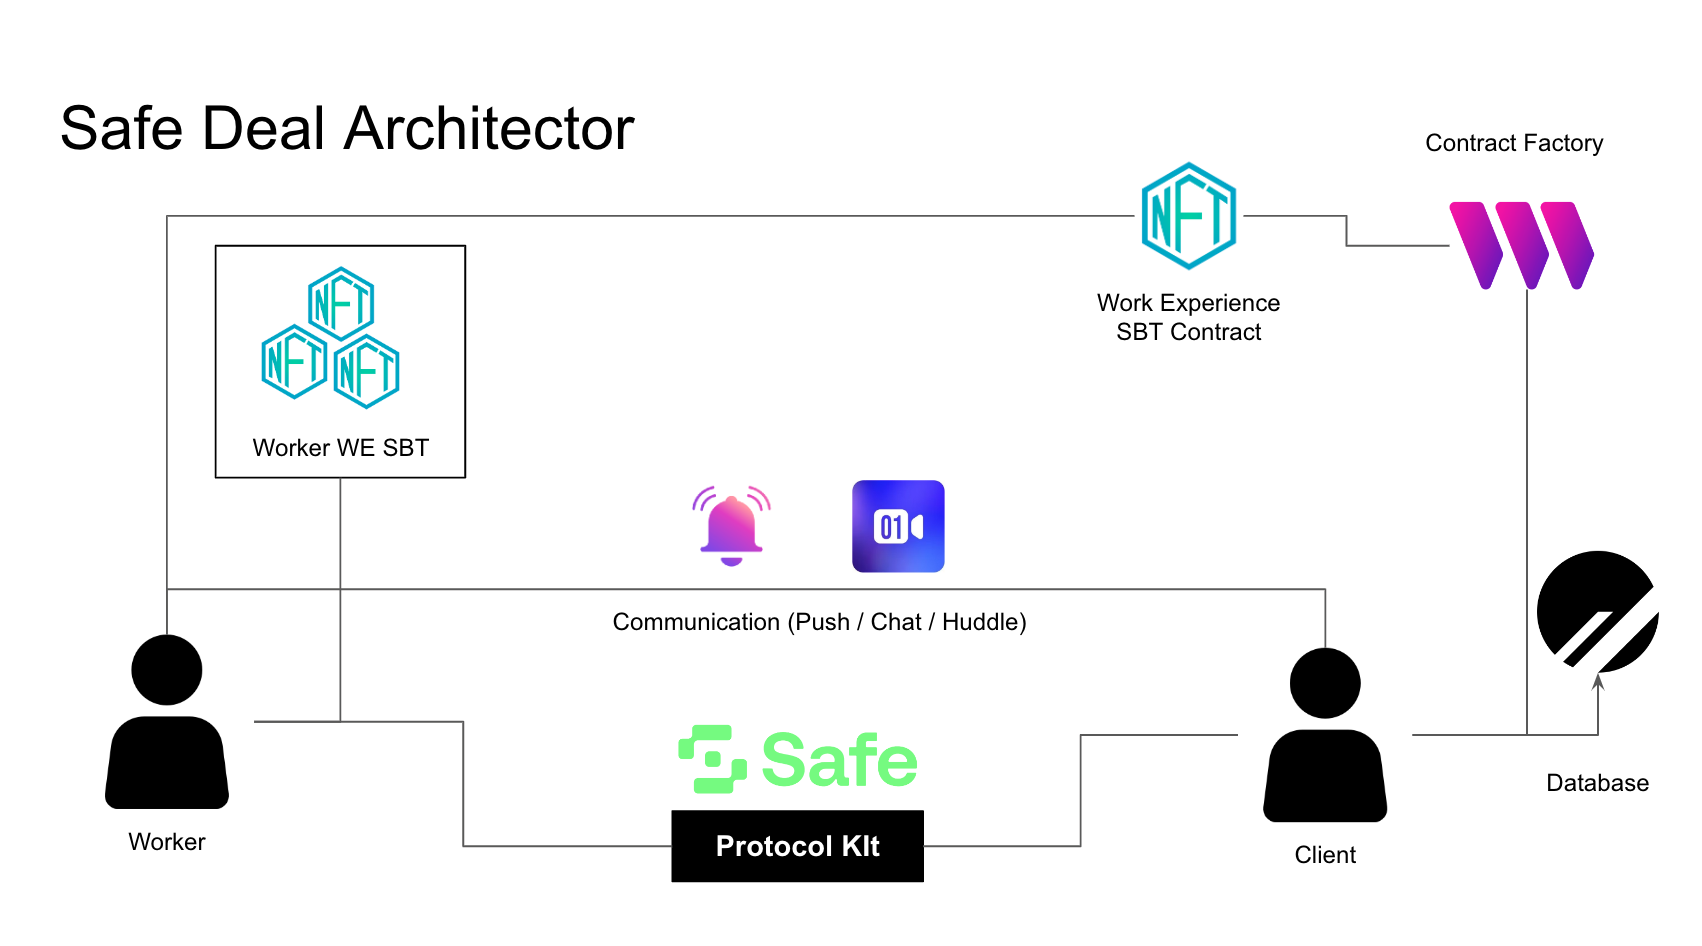 Safe Deal Architector
Contract Factory
NFT
Work Experience
SBT Contract
NFT
NFT
NFT
Worker WE SBT
01
Communication (Push / Chat / Huddle)
Safe
Protocol KIt
Worker
Client
Database